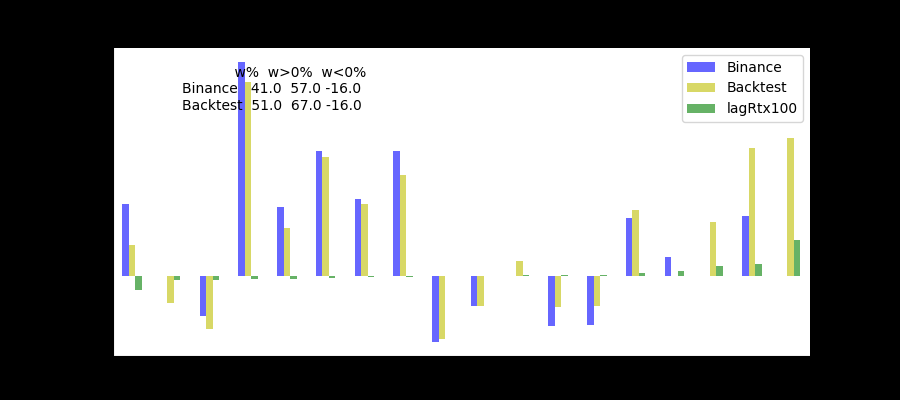 w%  w>0%  w<0%
Binance  41.0  57.0 -16.0
Backtest  51.0  67.0 -16.0
Binance
Backtest
lagRtx100